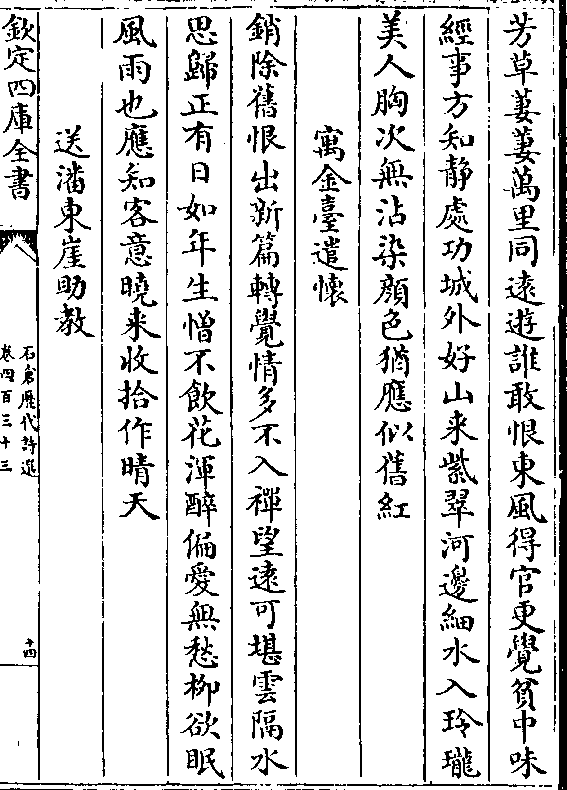 芳草萋萋萬里同遠遊誰敢恨東風得官更覺貧中味
經事方知静處功城外好山来紫翠河邊細水入玲瓏
美人胸次無沾染顔色猶應似舊紅
寓金臺遣懷
銷除舊恨出新篇轉覺情多不入禪望遠可堪雲隔水
思歸正有日如年生憎不飲花渾醉偏愛無愁柳欲眠
風雨也應知客意曉来收拾作晴天
送潘東崖助教
欽定四庫全書
石倉歴代詩選
卷四百三十三
十四